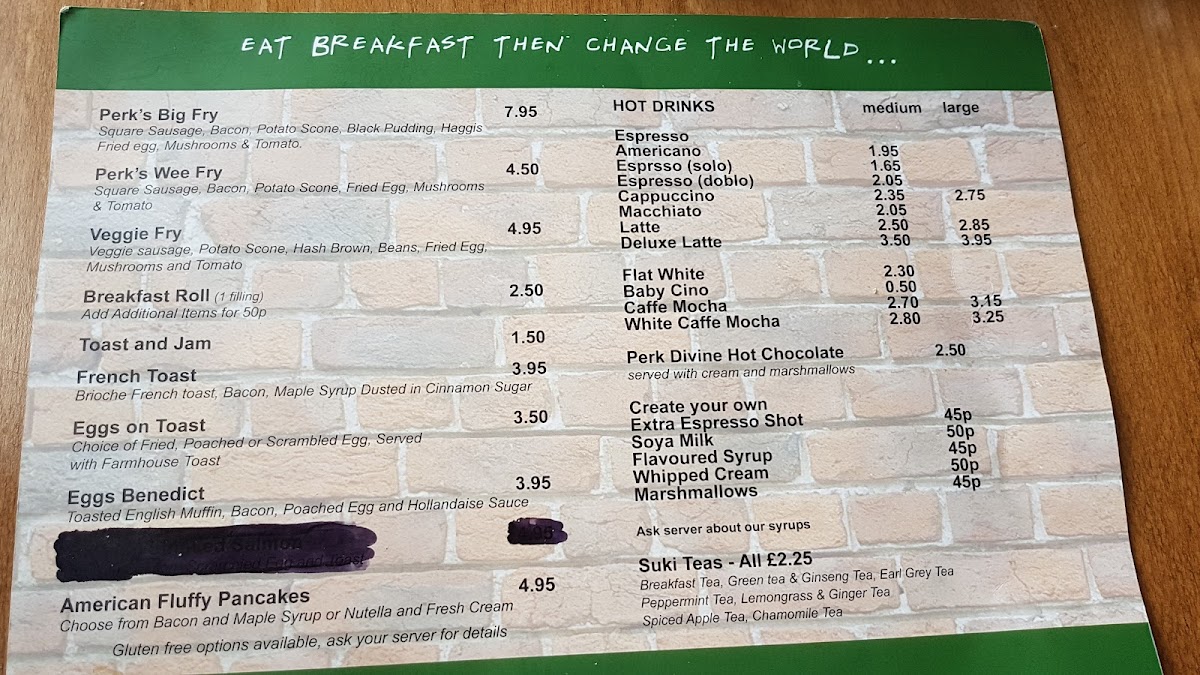 EAT BREAKFAST THEN CHANGE THE WORLD...
Perk's Big Fry 7.95
Square Sausage, Bacon, Potato Scone, Black Pudding, Haggis
Fried egg, Mushrooms & Tomato.
Perk's Wee Fry 4.50
Square Sausage, Bacon, Potato Scone, Fried Egg, Mushrooms
& Tomato
Veggie Fry 4.95
Veggie sausage, Potato Scone, Hash Brown, Beans, Fried Egg,
Mushrooms and Tomato
Breakfast Roll (1 filling) 2.50
Add Additional Items for 50p
Toast and Jam 1.50
French Toast 3.95
Brioche French toast, Bacon, Maple Syrup Dusted in Cinnamon Sugar
Eggs on Toast 3.50
Choice of Fried, Poached or Scrambled Egg, Served
with Farmhouse Toast
Eggs Benedict 3.95
Toasted English Muffin, Bacon, Poached Egg and Hollandaise Sauce
Salmon
and Toast
American Fluffy Pancakes 4.95
Choose from Bacon and Maple Syrup or Nutella and Fresh Cream
Gluten free options available, ask your server for details
HOT DRINKS medium large
Espresso
Americano 1.95
Esprsso (solo) 1.65
Espresso (doblo) 2.05
Cappuccino 2.35 2.75
Macchiato 2.05
Latte 2.50 2.85
Deluxe Latte 3.50 3.95
Flat White 2.30
Baby Cino 0.50
Caffe Mocha 2.70 3.15
White Caffe Mocha 2.80 3.25
Perk Divine Hot Chocolate 2.50
served with cream and marshmallows
Create your own
Extra Espresso Shot 45p
Soya Milk 50p
Flavoured Syrup 45p
Whipped Cream 50p
Marshmallows 45p
Ask server about our syrups
Suki Teas - All £2.25
Breakfast Tea, Green tea & Ginseng Tea, Earl Grey Tea
Peppermint Tea, Lemongrass & Ginger Tea
Spiced Apple Tea, Chamomile Tea